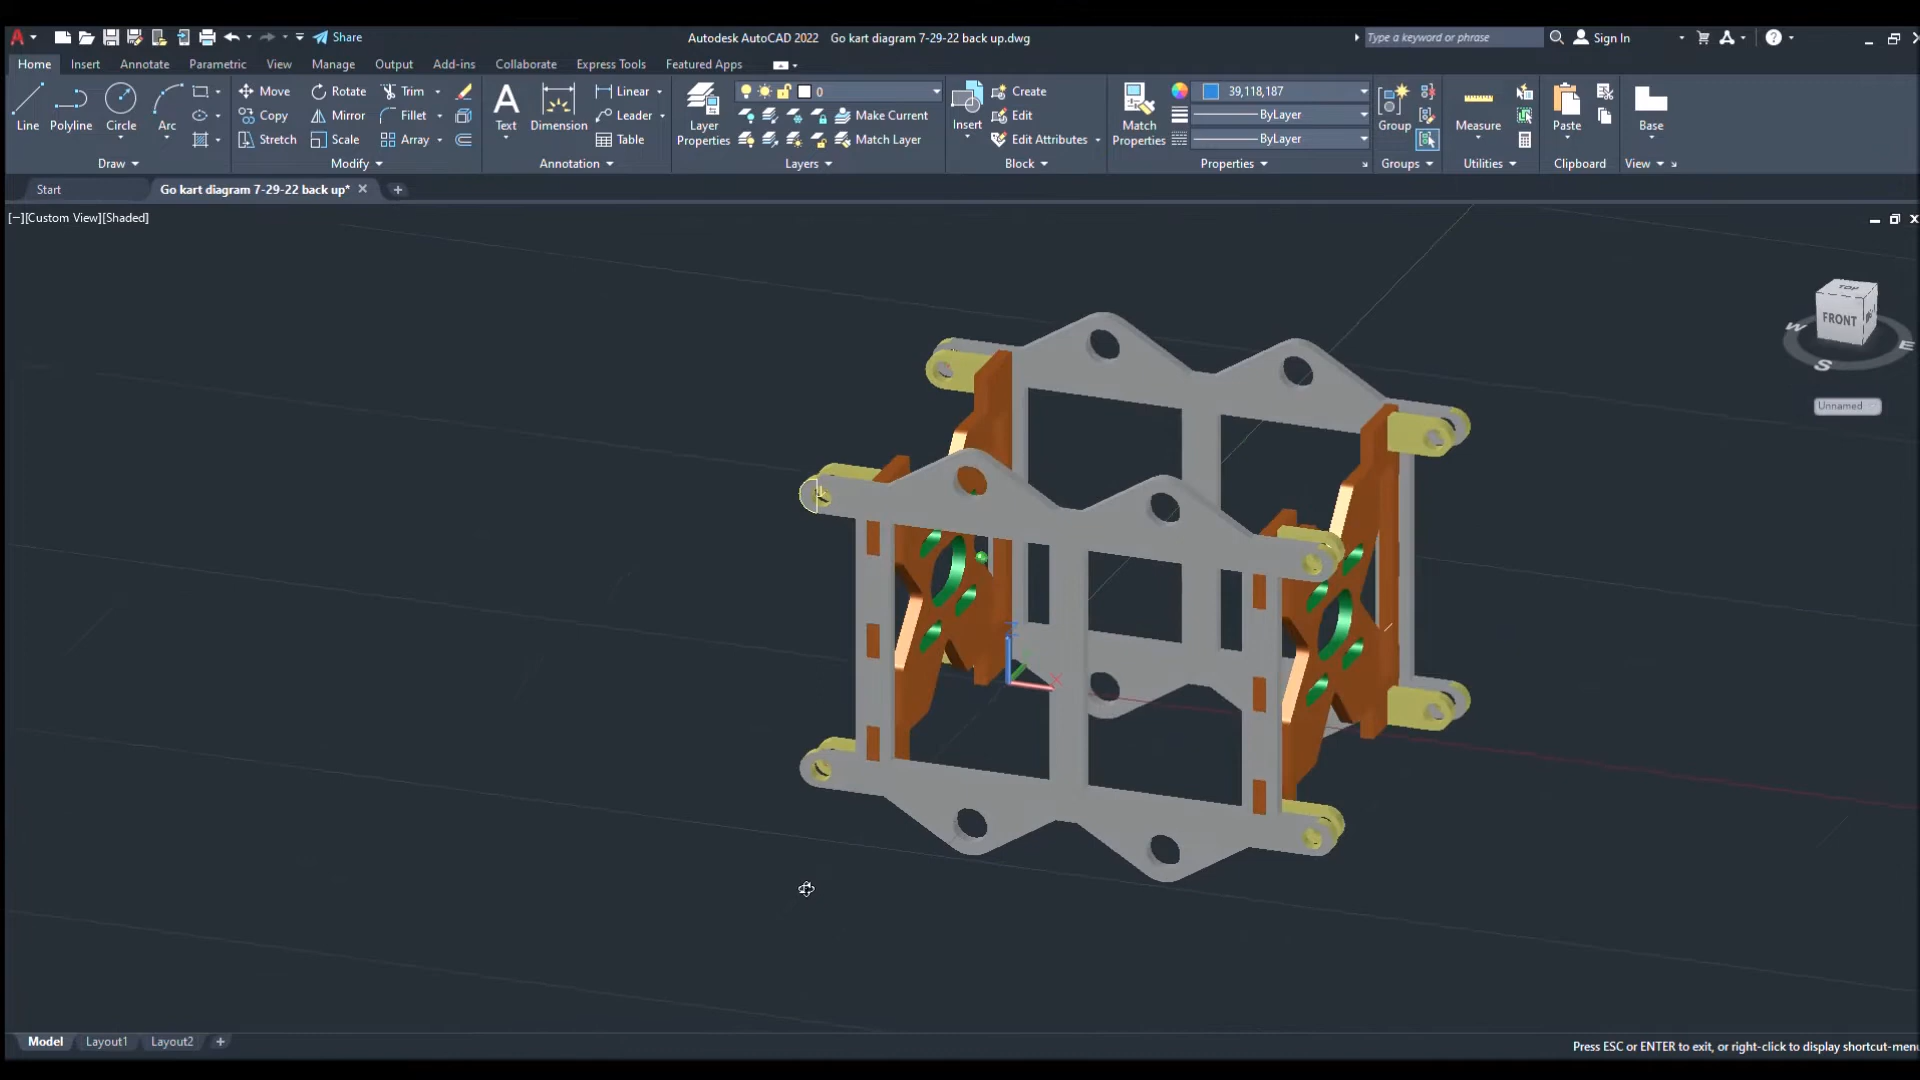 Share
Autodesk AutoCAD 2022 Go kart diagram 7-29-22 back up.dwg
Type a keyword or phrase
Sign In
Home Insert Annotate Parametric View Manage Output Add-ins Collaborate Express Tools Featured Apps
Line Polyline Circle Arc
Move Rotate Trim
Copy Mirror Fillet
Stretch Scale Array
Text Dimension
Linear
Leader
Table
Layer Properties
0
Make Current
Match Layer
Insert
Create
Edit
Edit Attributes
Match Properties
39,118,187
ByLayer
ByLayer
Group
Measure
Paste
Base
Draw Modify Annotation Layers Block Properties Groups Utilities Clipboard View
Start Go kart diagram 7-29-22 back up*
[−][Custom View][Shaded]
TOP
FRONT
W
S
E
Unnamed
X
Model Layout1 Layout2
Press ESC or ENTER to exit, or right-click to display shortcut-menu